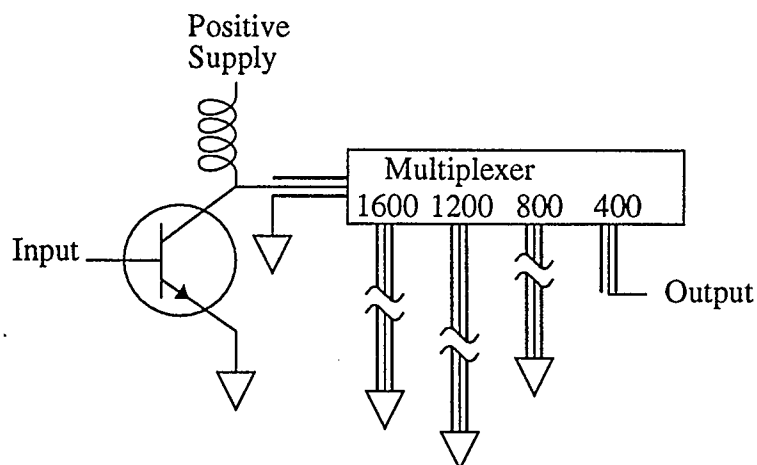 Positive
Supply
Multiplexer
1600 1200 800 400
Input
Output